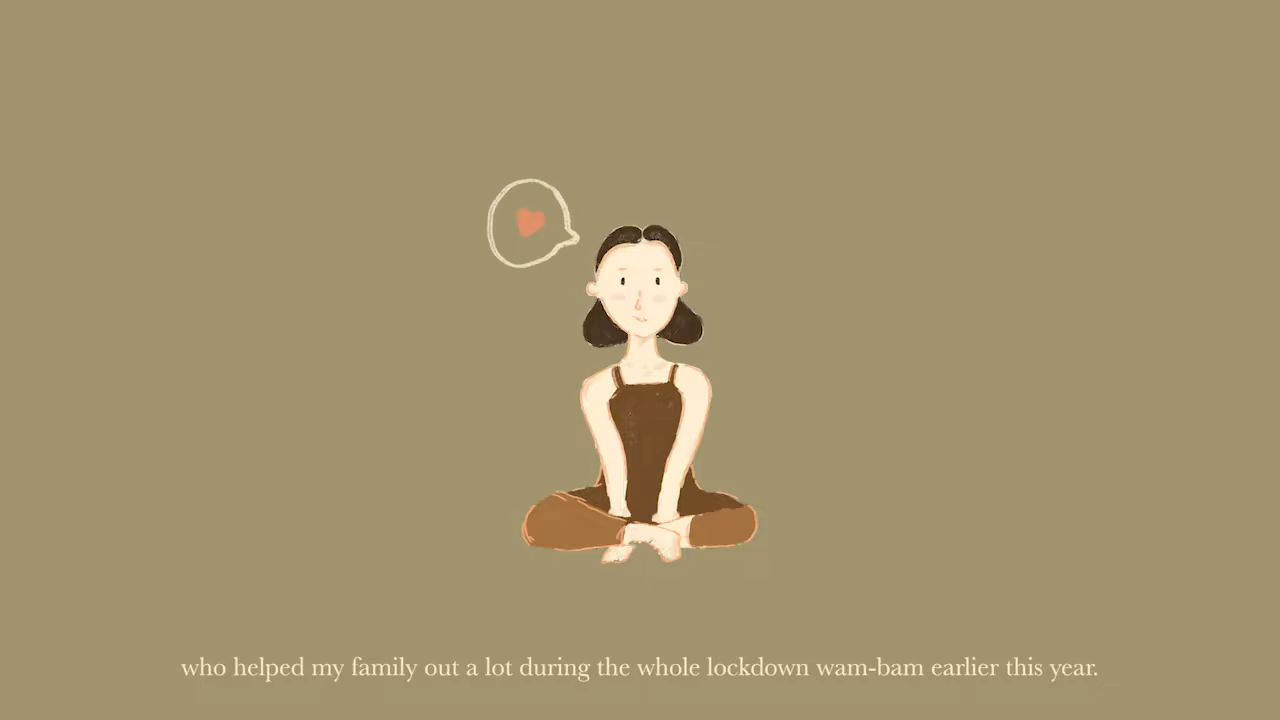 who helped my family out a lot during the whole lockdown wam-bam earlier this year.